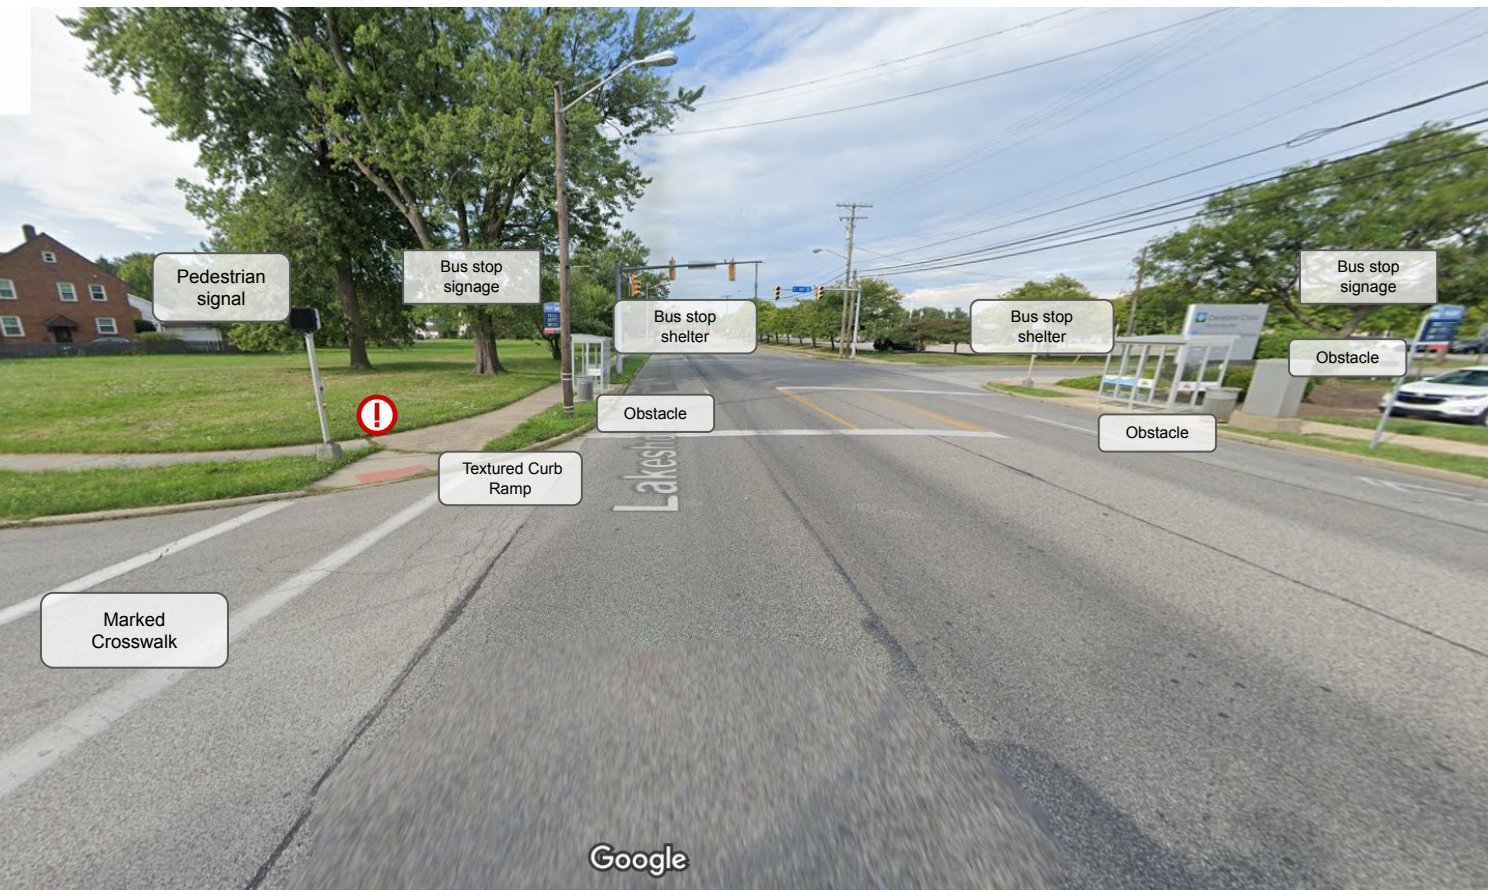 Pedestrian
signal
Bus stop
signage
Bus stop
shelter
Bus stop
shelter
Bus stop
signage
Obstacle
!
Obstacle
Obstacle
Textured Curb
Ramp
Marked
Crosswalk
Google